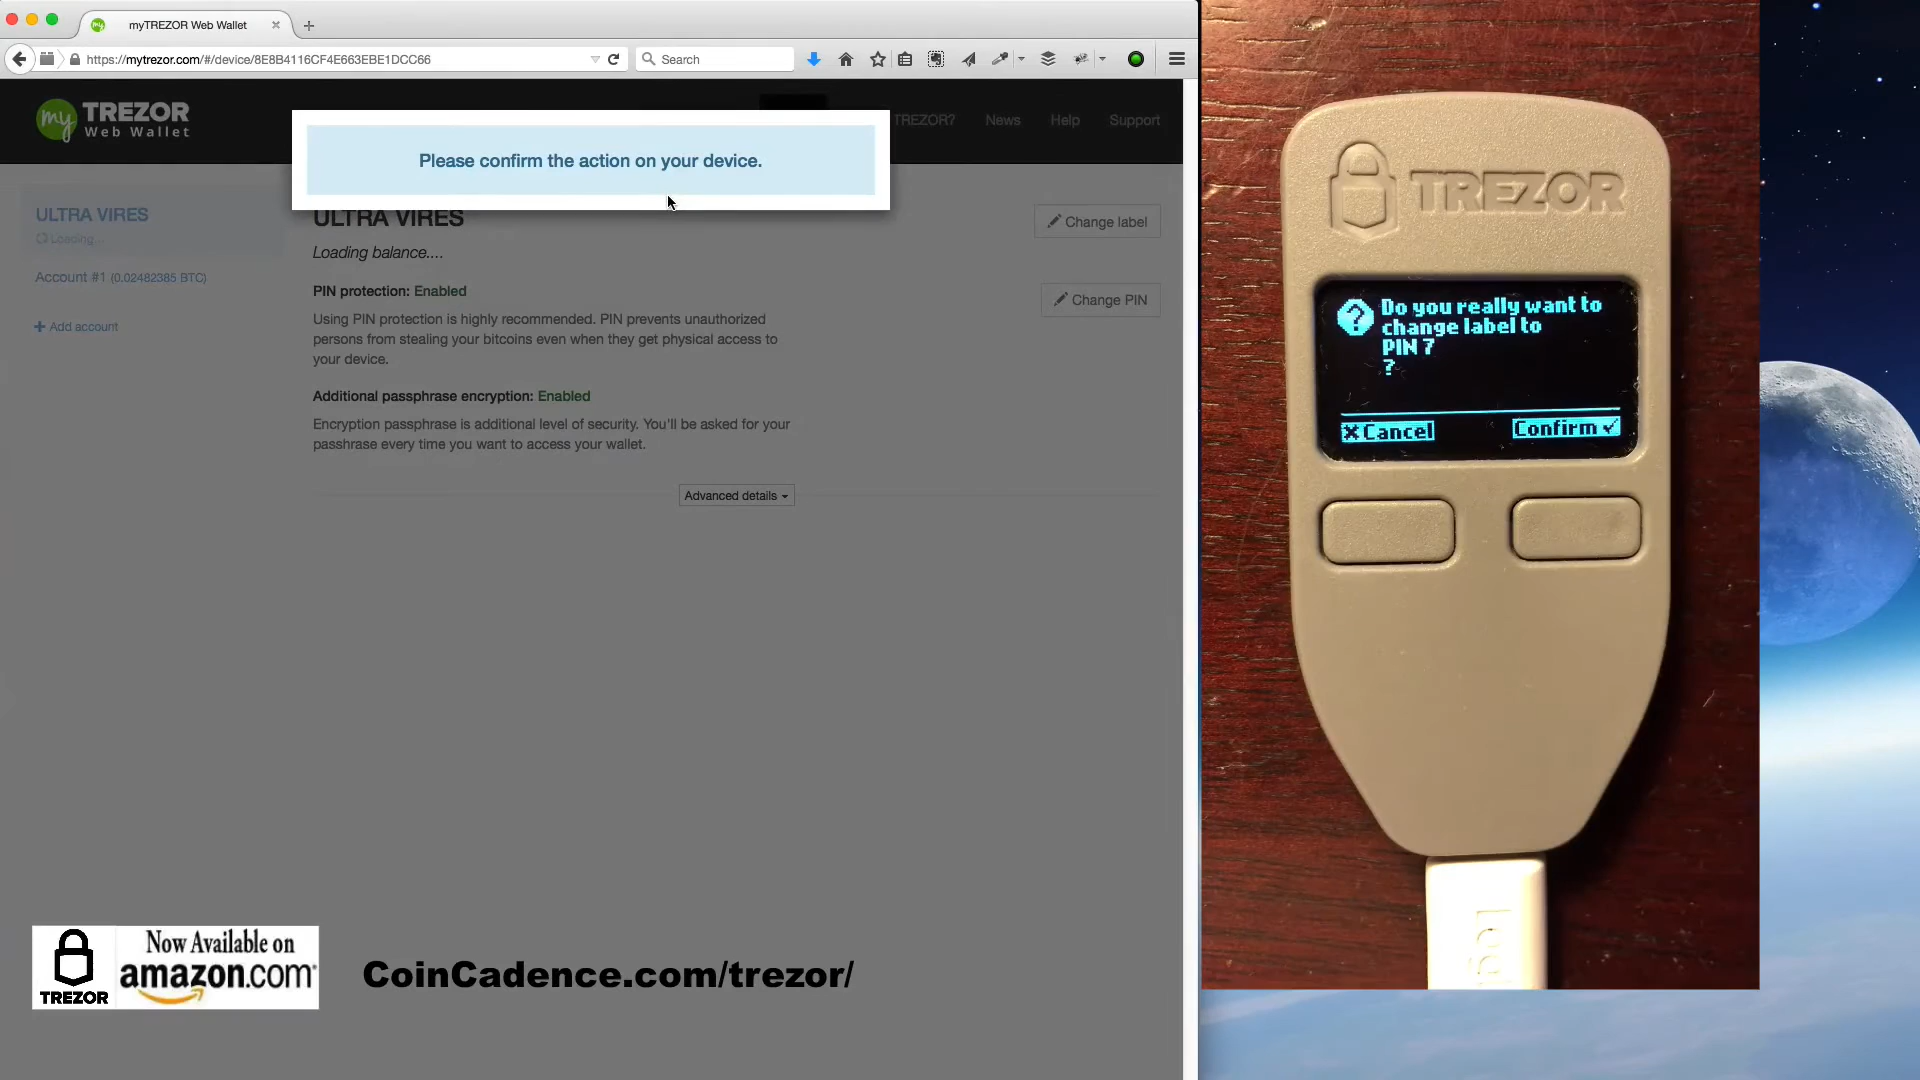 myTREZOR Web Wallet
https://mytrezor.com/#/device/8E8B4116CF4E663EBE1DCC66
Search
my TREZOR
Web Wallet
TREZOR?
News
Help
Support
Please confirm the action on your device.
ULTRA VIRES
Loading...
Account #1 (0.02482385 BTC)
Add account
ULTRA VIRES
Change label
Loading balance....
PIN protection: Enabled
Change PIN
Using PIN protection is highly recommended. PIN prevents unauthorized
persons from stealing your bitcoins even when they get physical access to
your device.
Additional passphrase encryption: Enabled
Encryption passphrase is additional level of security. You'll be asked for your
passhrase every time you want to access your wallet.
Advanced details
TREZOR
Now Available on
amazon.com
CoinCadence.com/trezor/
TREZOR
Do you really want to
change label to
PIN 7
?
Cancel
Confirm